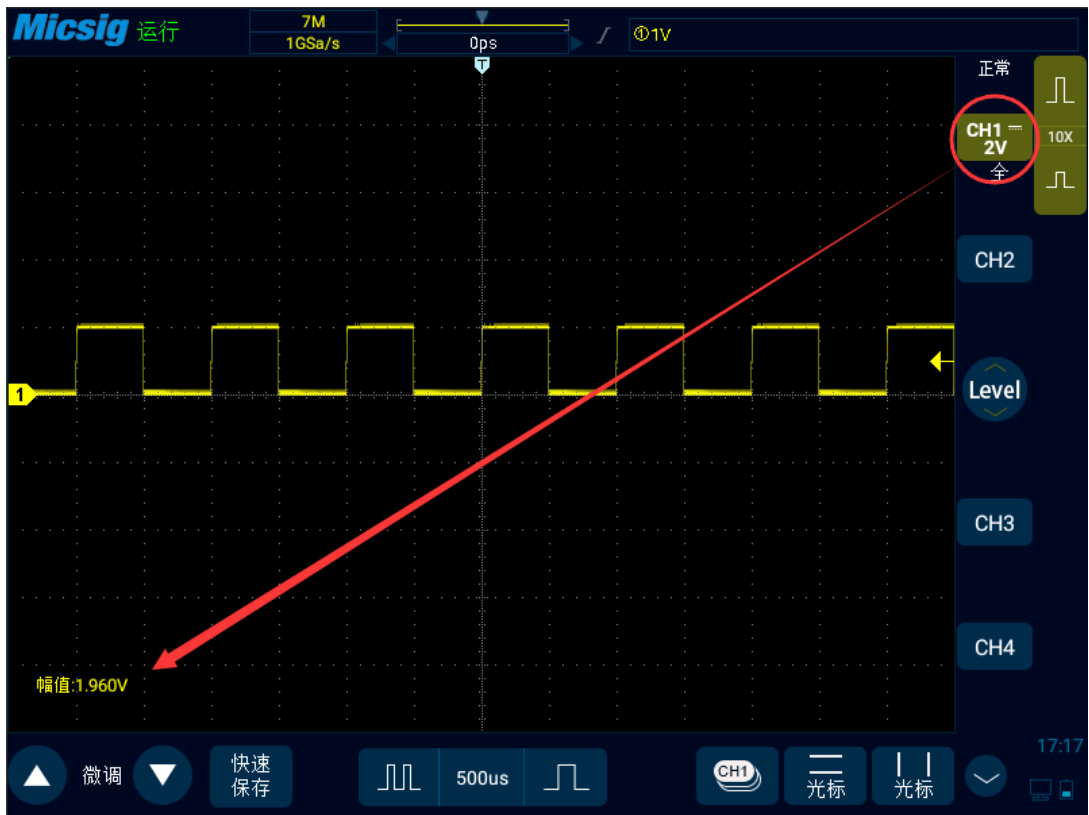 Micsig 运行
7M
1GSa/s
0ps
①1V
T
正常
CH1
2V
全
10X
CH2
1
Level
CH3
CH4
幅值:1.960V
微调
快速
保存
500us
CH1
光标
光标
17:17